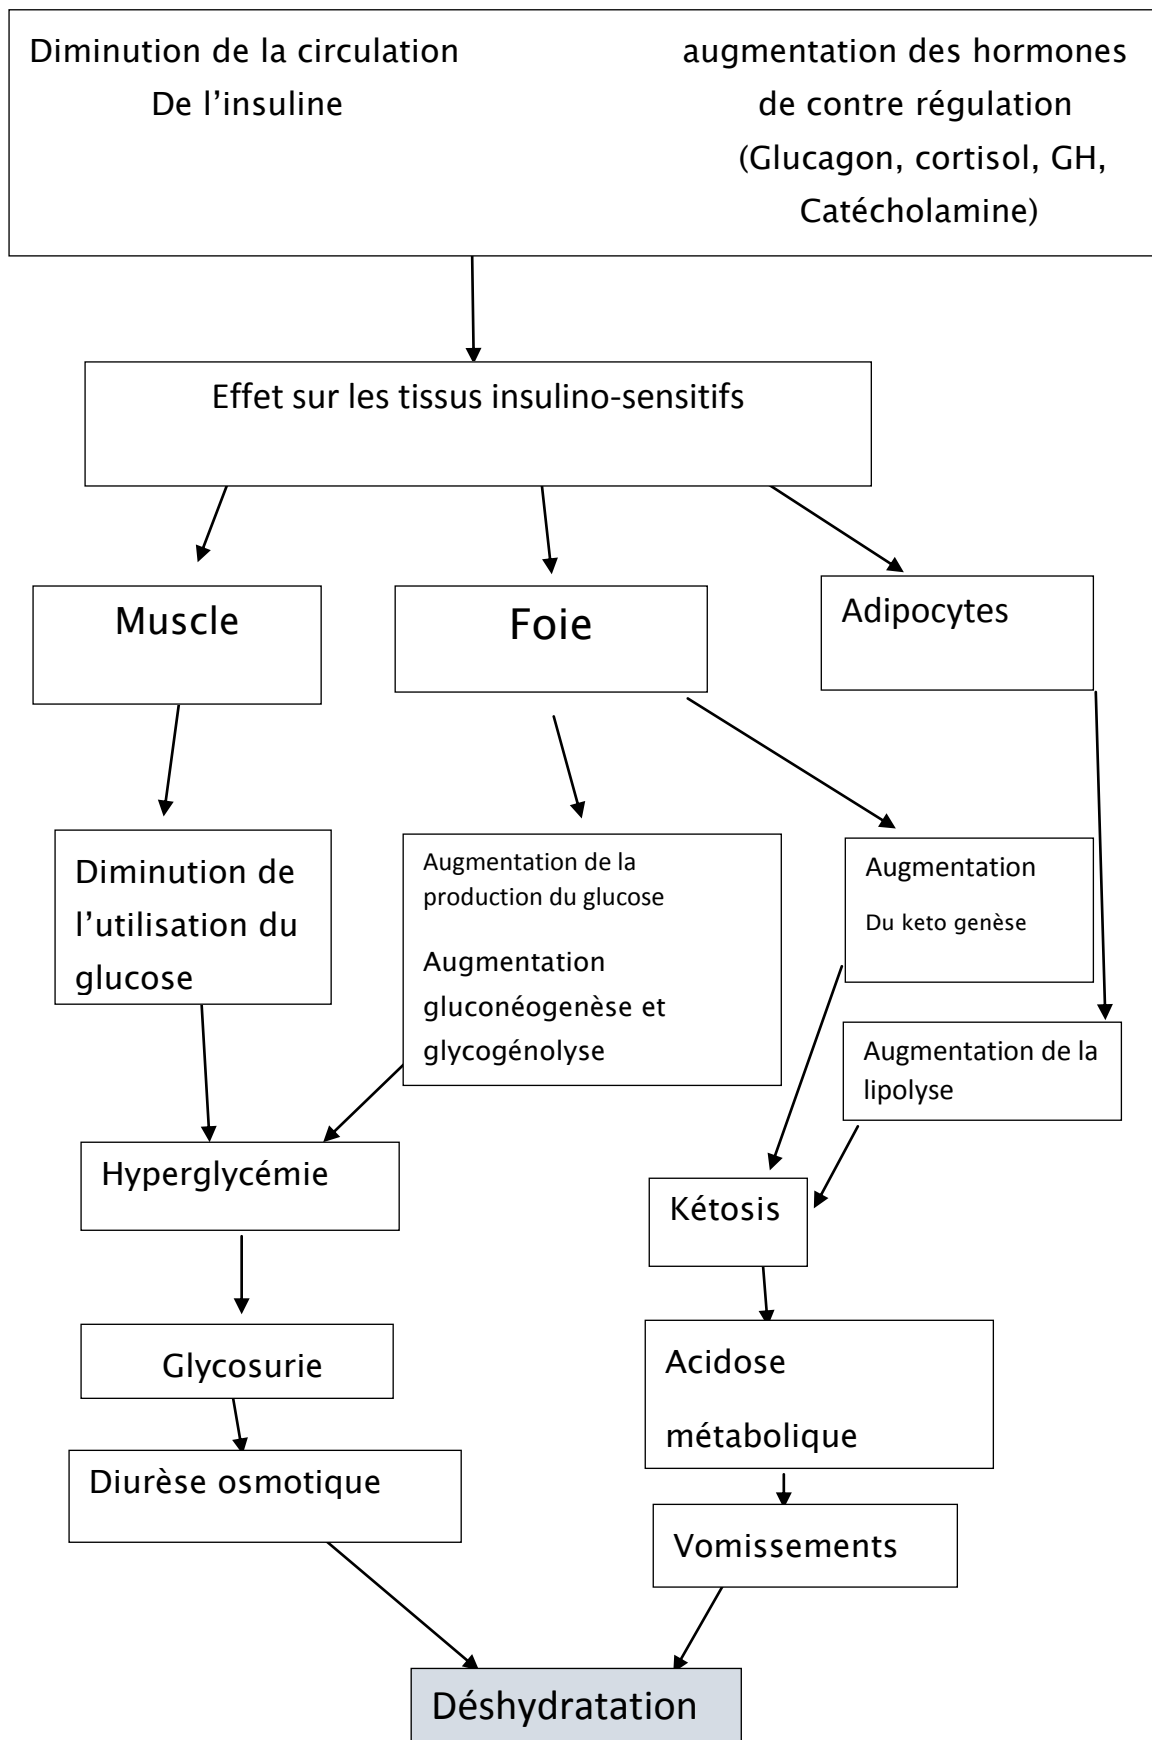 Diminution de la circulation
De l’insuline
augmentation des hormones
de contre régulation
(Glucagon, cortisol, GH,
Catécholamine)
Effet sur les tissus insulino-sensitifs
Muscle
Foie
Adipocytes
Diminution de
l’utilisation du
glucose
Augmentation de la
production du glucose
Augmentation
gluconéogenèse et
glycogénolyse
Augmentation
Du keto genèse
Augmentation de la
lipolyse
Hyperglycémie
Kétosis
Glycosurie
Acidose
métabolique
Diurèse osmotique
Vomissements
Déshydratation